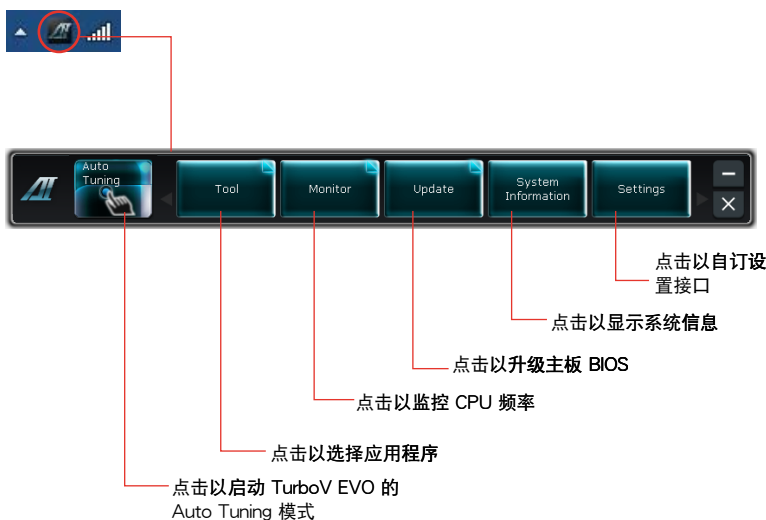 Auto
Tuning
Tool
Monitor
Update
System
Information
Settings
点击以自订设
置接口
点击以显示系统信息
点击以升级主板 BIOS
点击以监控 CPU 频率
点击以选择应用程序
点击以启动 TurboV EVO 的
Auto Tuning 模式